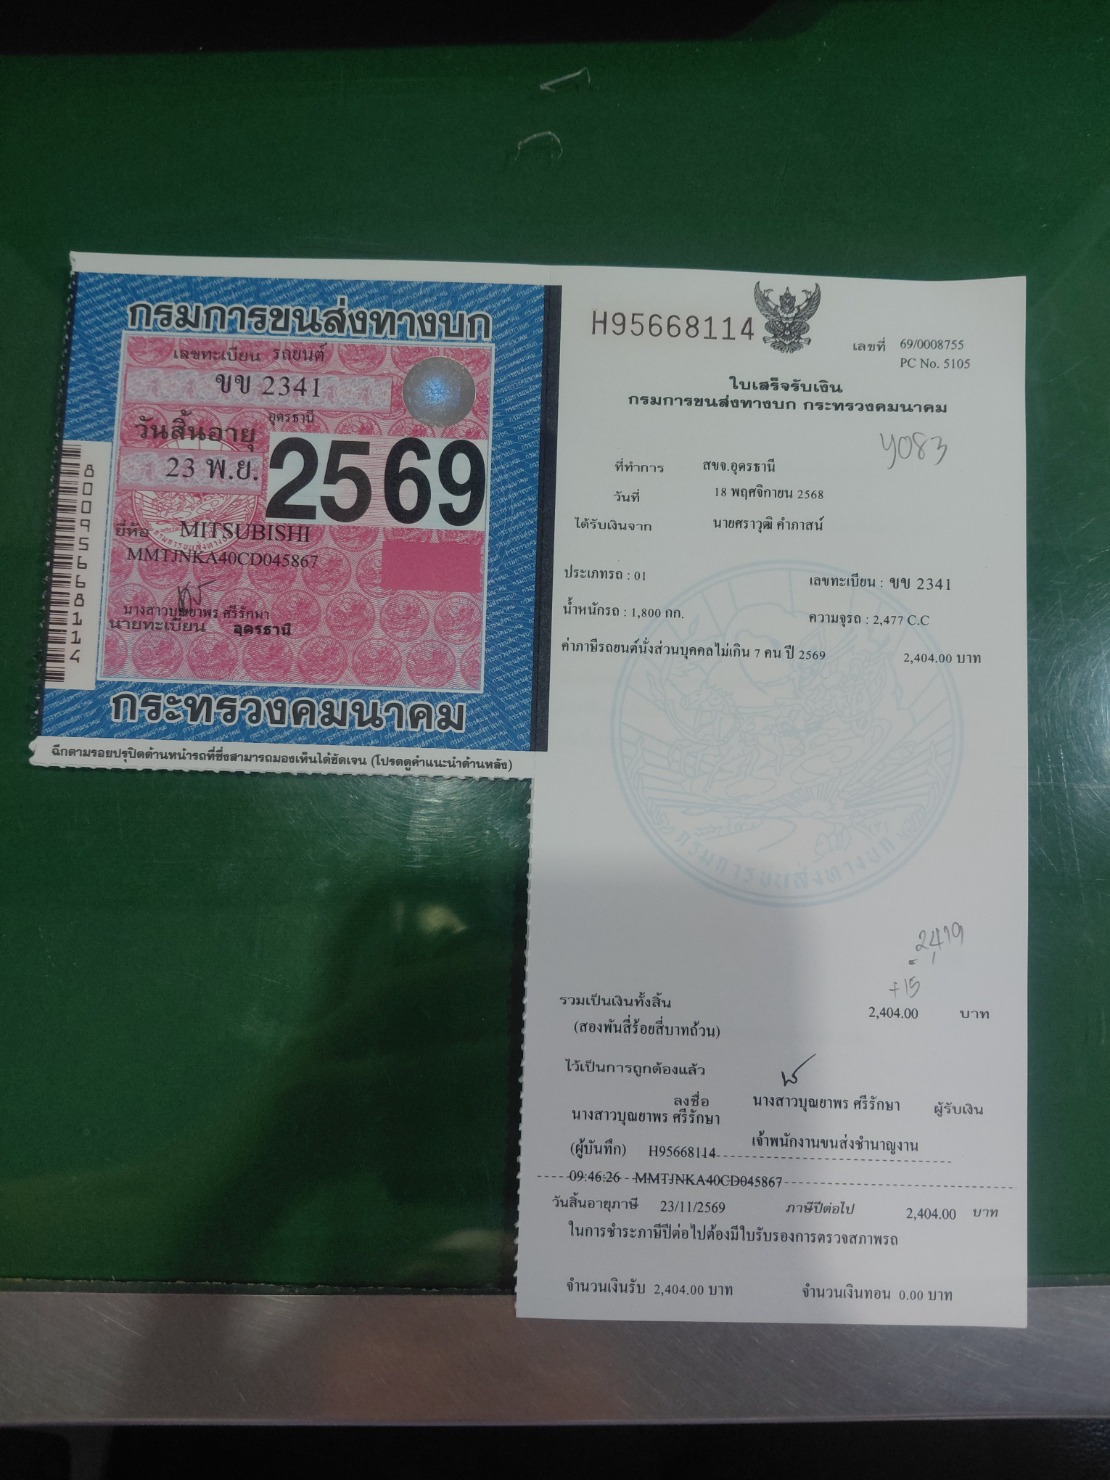 กรมการขนส่งทางบก
เลขทะเบียน รถยนต์
ขข 2341
อุดรธานี
วันสิ้นอายุ
23 พ.ย. 2569
ยี่ห้อ MITSUBISHI
MMTJNKA40CD045867
นางสาวบุณยาพร ศรีรักษา
นายทะเบียน อุดรธานี
กระทรวงคมนาคม
ฉีกตามรอยปรุปิดด้านหน้ารถที่ซึ่งสามารถมองเห็นได้ชัดเจน (โปรดดูคำแนะนำด้านหลัง)
80095668114
H95668114
เลขที่ 69/0008755
PC No. 5105
ใบเสร็จรับเงิน
กรมการขนส่งทางบก กระทรวงคมนาคม
ที่ทำการ สขจ.อุดรธานี
วันที่ 18 พฤศจิกายน 2568
ได้รับเงินจาก นายศราวุฒิ คำภาสน์
ประเภทรถ : 01 เลขทะเบียน : ขข 2341
น้ำหนักรถ : 1,800 กก. ความจุรถ : 2,477 C.C
ค่าภาษีรถยนต์นั่งส่วนบุคคลไม่เกิน 7 คน ปี 2569 2,404.00 บาท
กรมการขนส่งทางบก
2,419
+15
รวมเป็นเงินทั้งสิ้น 2,404.00 บาท
(สองพันสี่ร้อยสี่บาทถ้วน)
ไว้เป็นการถูกต้องแล้ว
ลงชื่อ นางสาวบุณยาพร ศรีรักษา ผู้รับเงิน
นางสาวบุณยาพร ศรีรักษา
(ผู้บันทึก) H95668114 เจ้าพนักงานขนส่งชำนาญงาน
09:46:26 MMTJNKA40CD045867
วันสิ้นอายุภาษี 23/11/2569 ภาษีปีต่อไป 2,404.00 บาท
ในการชำระภาษีปีต่อไปต้องมีใบรับรองการตรวจสภาพรถ
จำนวนเงินรับ 2,404.00 บาท จำนวนเงินทอน 0.00 บาท